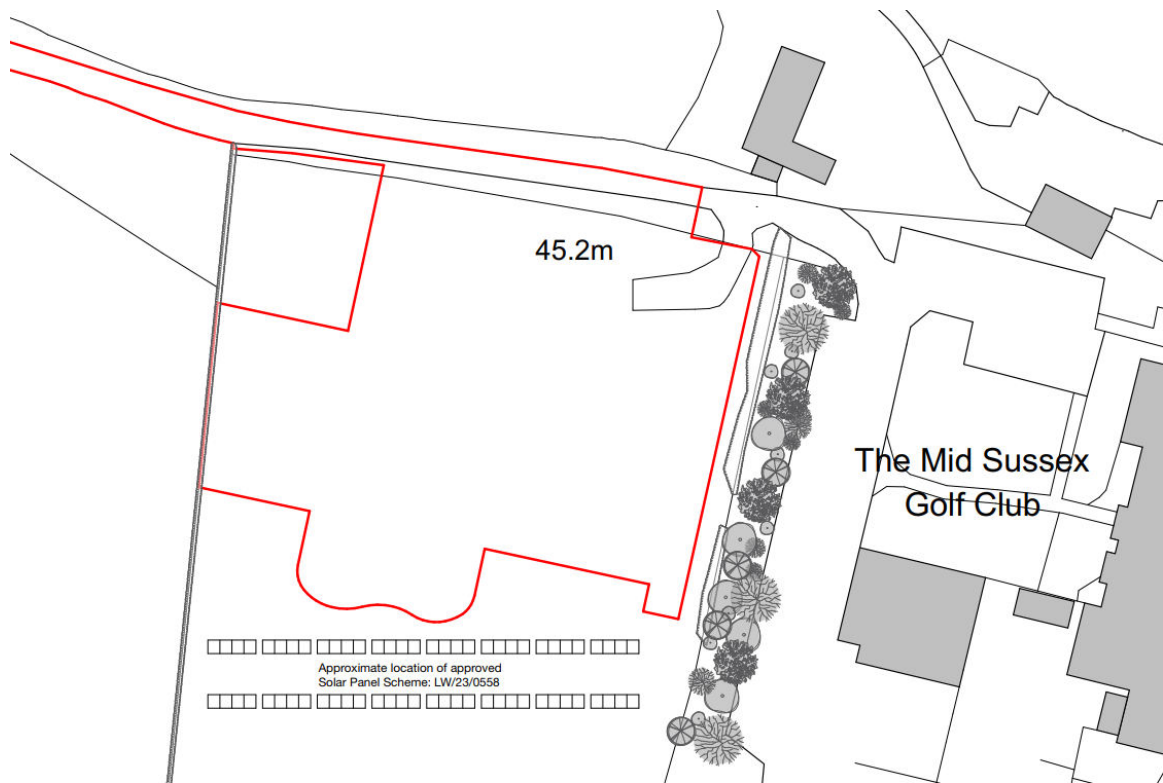 45.2m
The Mid Sussex
Golf Club
Approximate location of approved
Solar Panel Scheme: LW/23/0558